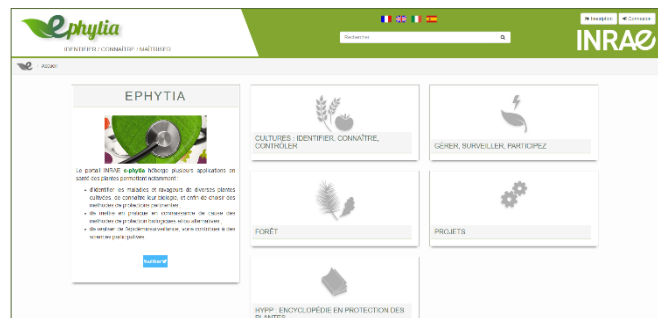 ephytia
IDENTIFIER / CONNAÎTRE / MAÎTRISER
Rechercher
Inscription
Connexion
INRAE
Accueil
EPHYTIA
Le portail INRAE e-phytia héberge plusieurs applications en
santé des plantes permettant notamment :
d'identifier les maladies et ravageurs de diverses plantes
cultivées, de connaître leur biologie, et enfin de choisir des
méthodes de protection pertinentes ;
de mettre en pratique en connaissance de cause des
méthodes de protection biologiques et/ou alternatives ;
de réaliser de l'épidémiosurveillance, voire contribuer à des
sciences participatives.
CULTURES : IDENTIFIER, CONNAÎTRE,
CONTRÔLER
GÉRER, SURVEILLER, PARTICIPEZ
FORÊT
PROJETS
HYPP : ENCYCLOPÉDIE EN PROTECTION DES
PLANTES